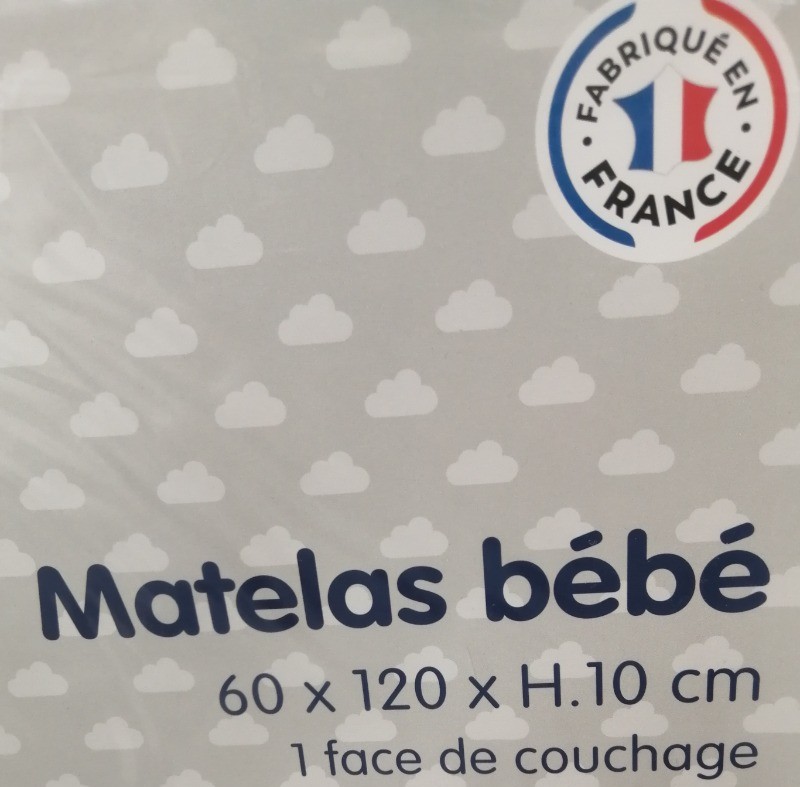 FABRIQUÉ EN
FRANCE
Matelas bébé
60 x 120 x H.10 cm
1 face de couchage